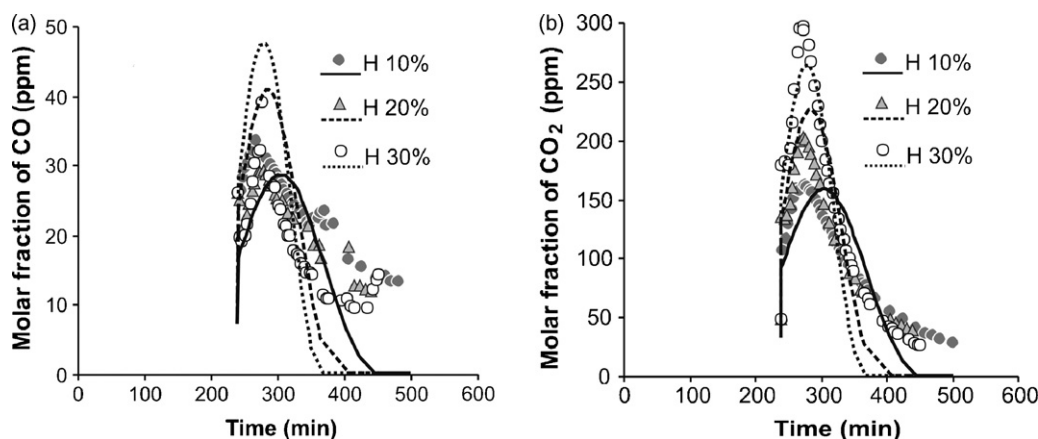 (a)
50
40
30
20
10
0
0 100 200 300 400 500 600
Molar fraction of CO (ppm)
Time (min)
H 10%
H 20%
H 30%
(b)
300
250
200
150
100
50
0
0 100 200 300 400 500 600
Molar fraction of CO₂ (ppm)
Time (min)
H 10%
H 20%
H 30%